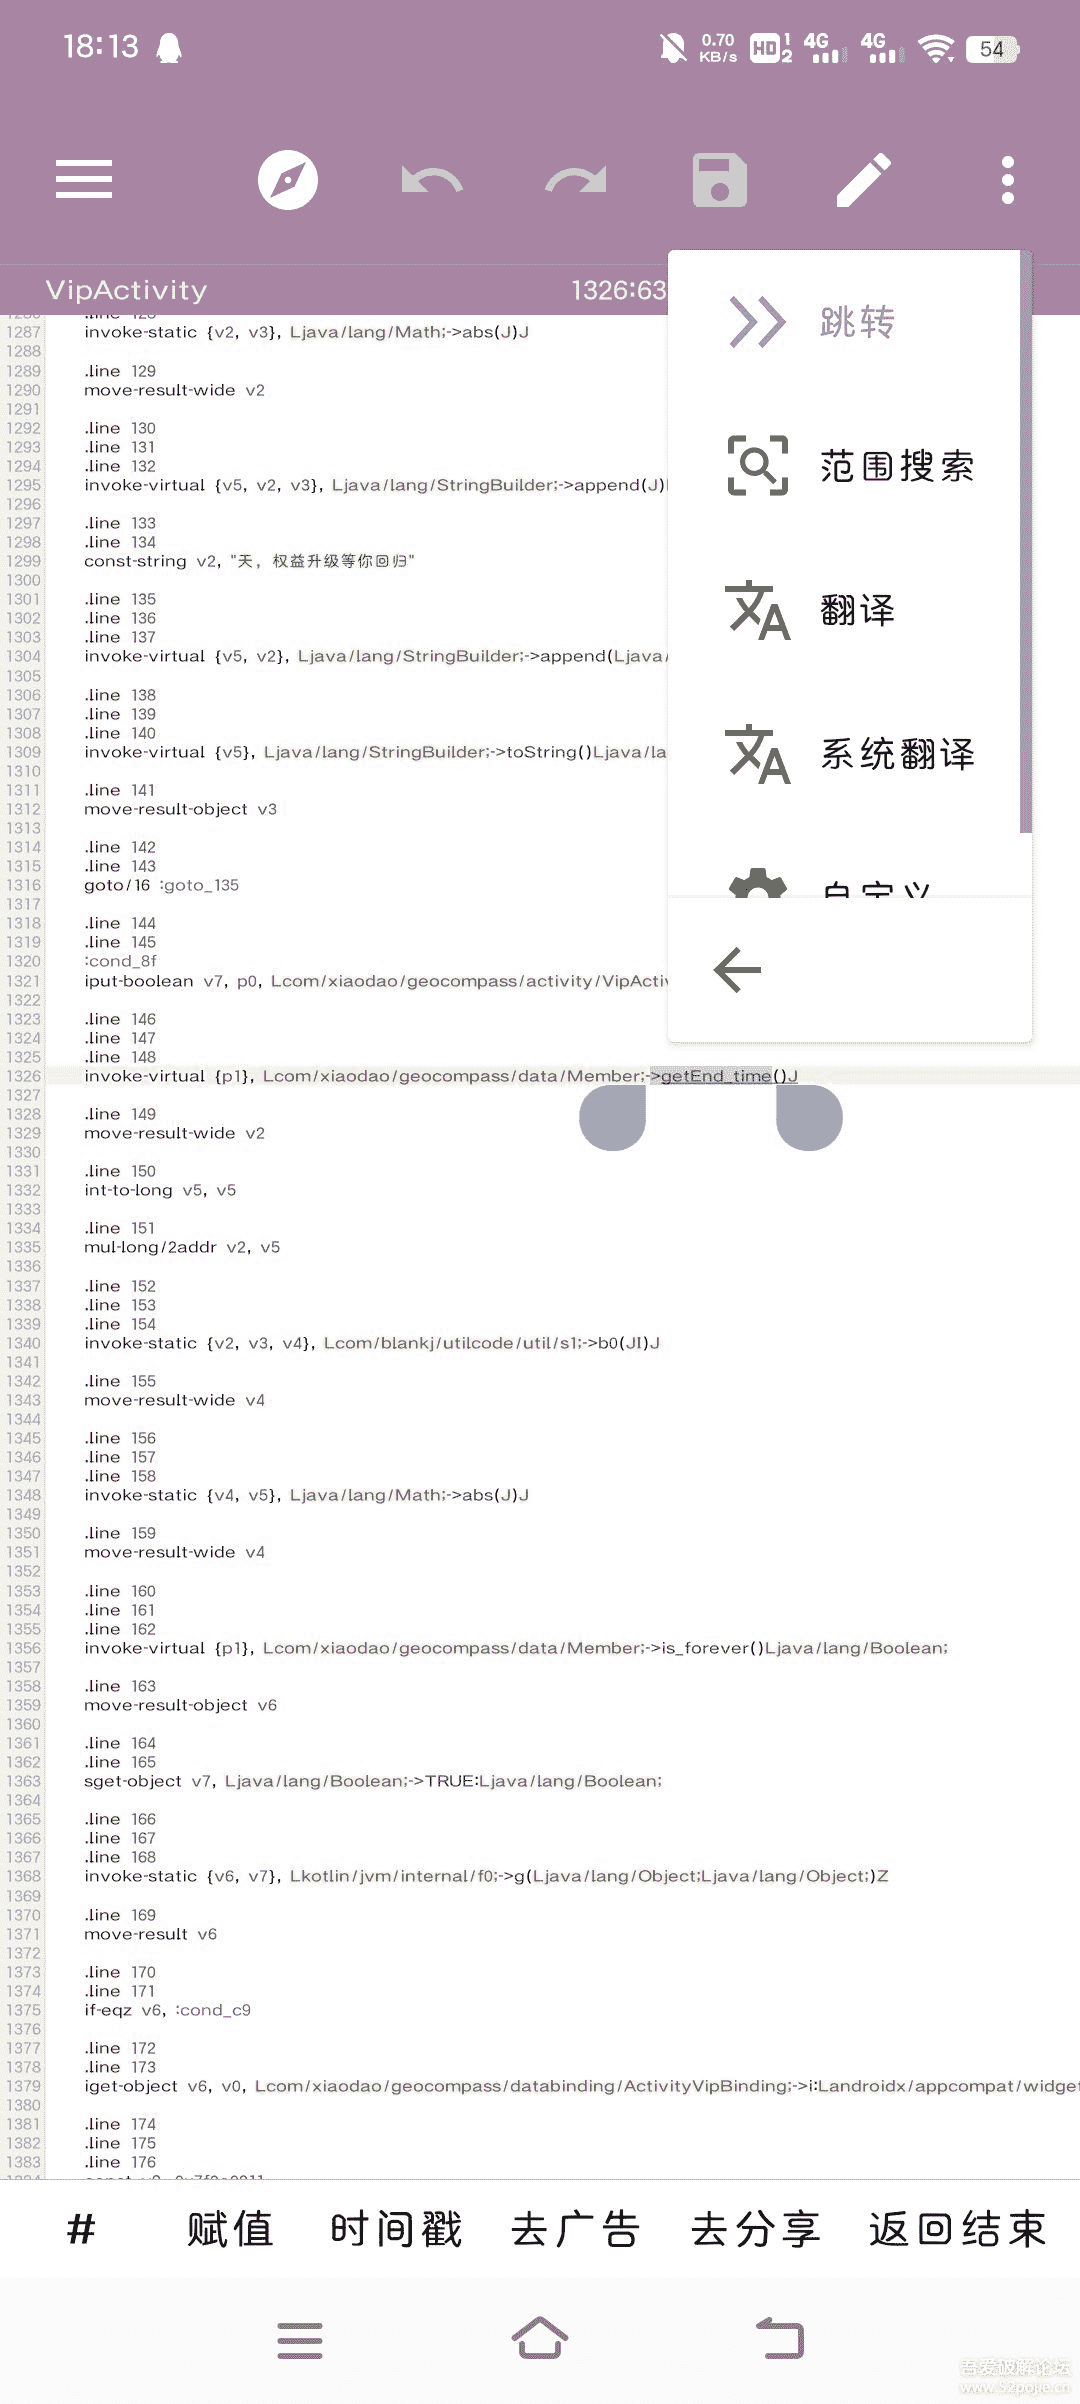 18:13 0.70 KB/s HD 1 2 4G 4G 54
VipActivity 1326:63
跳转
范围搜索
翻译
系统翻译
自定义
1287 invoke-static {v2, v3}, Ljava/lang/Math;->abs(J)J
1288
1289 .line 129
1290 move-result-wide v2
1291
1292 .line 130
1293 .line 131
1294 .line 132
1295 invoke-virtual {v5, v2, v3}, Ljava/lang/StringBuilder;->append(J)
1296
1297 .line 133
1298 .line 134
1299 const-string v2, "天，权益升级等你回归"
1300
1301 .line 135
1302 .line 136
1303 .line 137
1304 invoke-virtual {v5, v2}, Ljava/lang/StringBuilder;->append(Ljava/
1305
1306 .line 138
1307 .line 139
1308 .line 140
1309 invoke-virtual {v5}, Ljava/lang/StringBuilder;->toString()Ljava/la
1310
1311 .line 141
1312 move-result-object v3
1313
1314 .line 142
1315 .line 143
1316 goto/16 :goto_135
1317
1318 .line 144
1319 .line 145
1320 :cond_8f
1321 iput-boolean v7, p0, Lcom/xiaodao/geocompass/activity/VipActiv
1322
1323 .line 146
1324 .line 147
1325 .line 148
1326 invoke-virtual {p1}, Lcom/xiaodao/geocompass/data/Member;->getEnd_time()J
1327
1328 .line 149
1329 move-result-wide v2
1330
1331 .line 150
1332 int-to-long v5, v5
1333
1334 .line 151
1335 mul-long/2addr v2, v5
1336
1337 .line 152
1338 .line 153
1339 .line 154
1340 invoke-static {v2, v3, v4}, Lcom/blankj/utilcode/util/s1;->b0(JI)J
1341
1342 .line 155
1343 move-result-wide v4
1344
1345 .line 156
1346 .line 157
1347 .line 158
1348 invoke-static {v4, v5}, Ljava/lang/Math;->abs(J)J
1349
1350 .line 159
1351 move-result-wide v4
1352
1353 .line 160
1354 .line 161
1355 .line 162
1356 invoke-virtual {p1}, Lcom/xiaodao/geocompass/data/Member;->is_forever()Ljava/lang/Boolean;
1357
1358 .line 163
1359 move-result-object v6
1360
1361 .line 164
1362 .line 165
1363 sget-object v7, Ljava/lang/Boolean;->TRUE:Ljava/lang/Boolean;
1364
1365 .line 166
1366 .line 167
1367 .line 168
1368 invoke-static {v6, v7}, Lkotlin/jvm/internal/f0;->g(Ljava/lang/Object;Ljava/lang/Object;)Z
1369
1370 .line 169
1371 move-result v6
1372
1373 .line 170
1374 .line 171
1375 if-eqz v6, :cond_c9
1376
1377 .line 172
1378 .line 173
1379 iget-object v6, v0, Lcom/xiaodao/geocompass/databinding/ActivityVipBinding;->i:Landroidx/appcompat/widget
1380
1381 .line 174
1382 .line 175
1383 .line 176
# 赋值 时间戳 去广告 去分享 返回结束
吾爱破解论坛
www.52pojie.cn